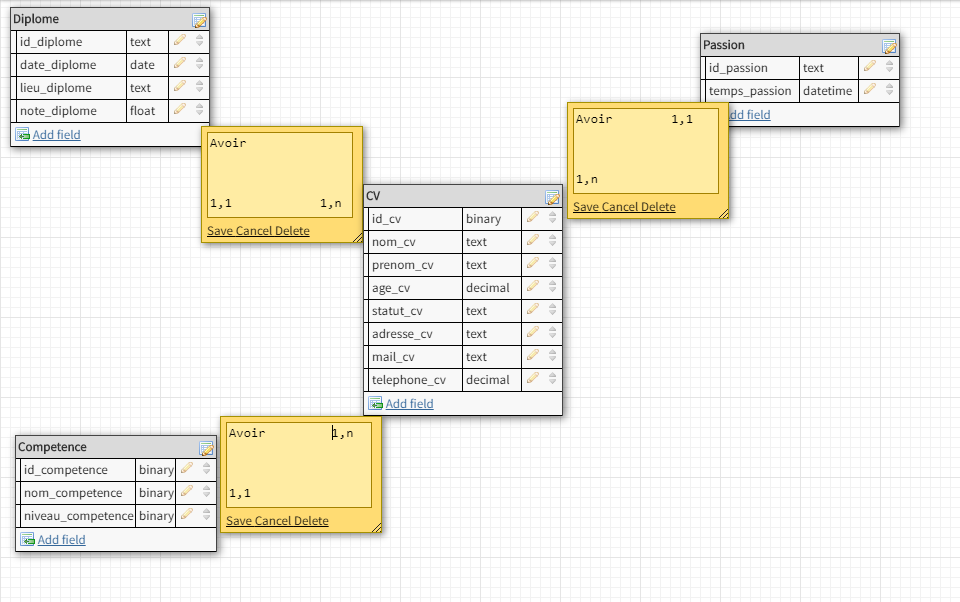 Diplome
id_diplome text
date_diplome date
lieu_diplome text
note_diplome float
Add field
Passion
id_passion text
temps_passion datetime
dd field
Avoir
1,1 1,n
Save Cancel Delete
Avoir 1,1
1,n
Save Cancel Delete
CV
id_cv binary
nom_cv text
prenom_cv text
age_cv decimal
statut_cv text
adresse_cv text
mail_cv text
telephone_cv decimal
Add field
Competence
id_competence binary
nom_competence binary
niveau_competence binary
Add field
Avoir 1,n
1,1
Save Cancel Delete